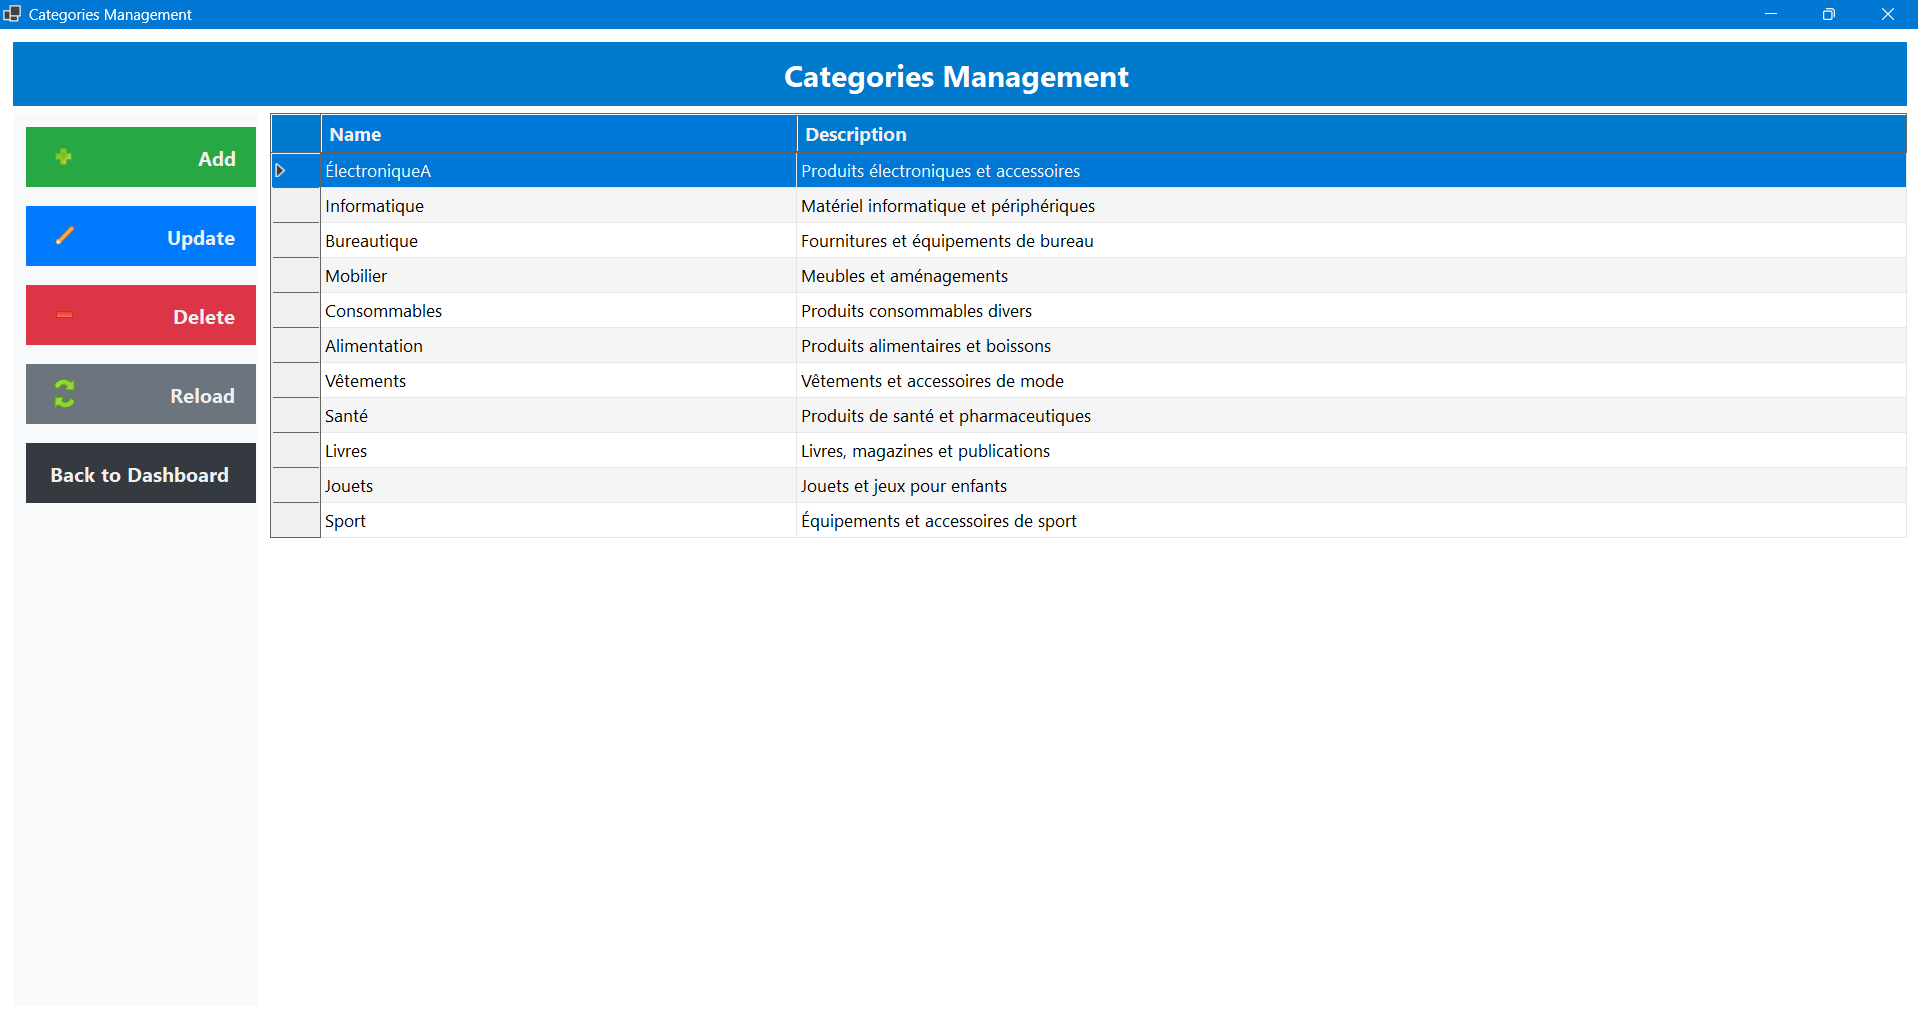 Categories Management
Categories Management
Add
Update
Delete
Reload
Back to Dashboard
Name Description
ÉlectroniqueA Produits électroniques et accessoires
Informatique Matériel informatique et périphériques
Bureautique Fournitures et équipements de bureau
Mobilier Meubles et aménagements
Consommables Produits consommables divers
Alimentation Produits alimentaires et boissons
Vêtements Vêtements et accessoires de mode
Santé Produits de santé et pharmaceutiques
Livres Livres, magazines et publications
Jouets Jouets et jeux pour enfants
Sport Équipements et accessoires de sport